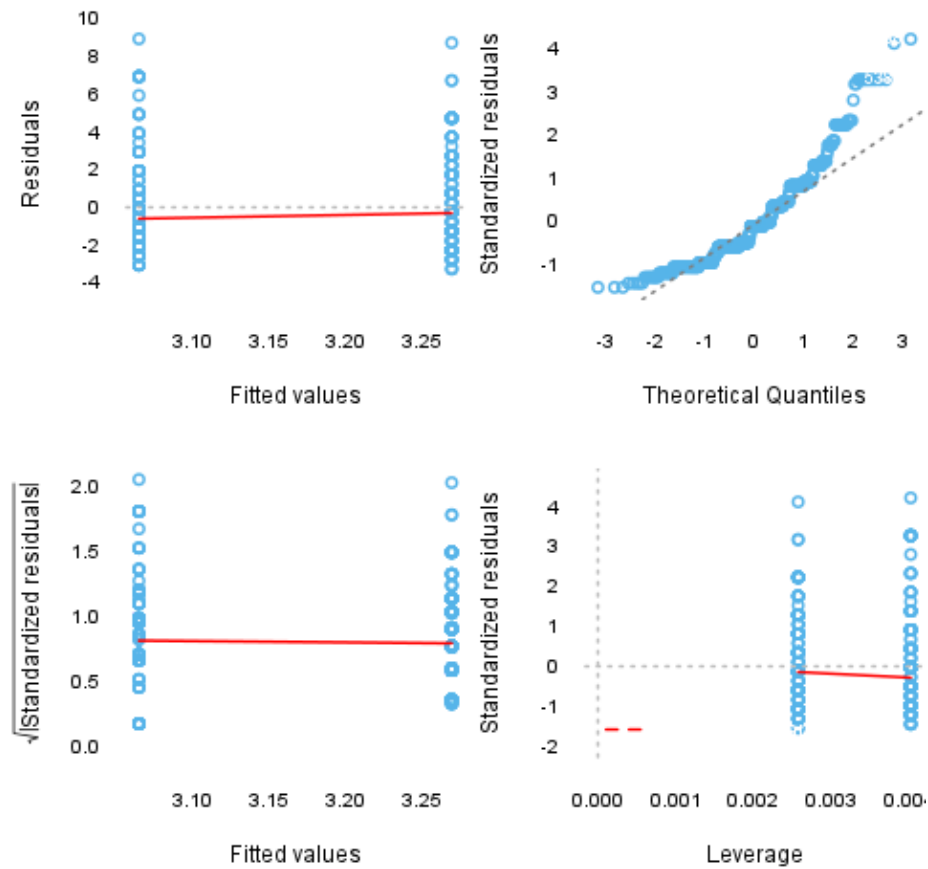 10
8
6
4
2
0
-2
-4
Residuals
3.10 3.15 3.20 3.25
Fitted values
4
3
2
1
0
-1
Standardized residuals
-3 -2 -1 0 1 2 3
Theoretical Quantiles
2.0
1.5
1.0
0.5
0.0
√|Standardized residuals|
3.10 3.15 3.20 3.25
Fitted values
4
3
2
1
0
-1
-2
Standardized residuals
0.000 0.001 0.002 0.003 0.004
Leverage